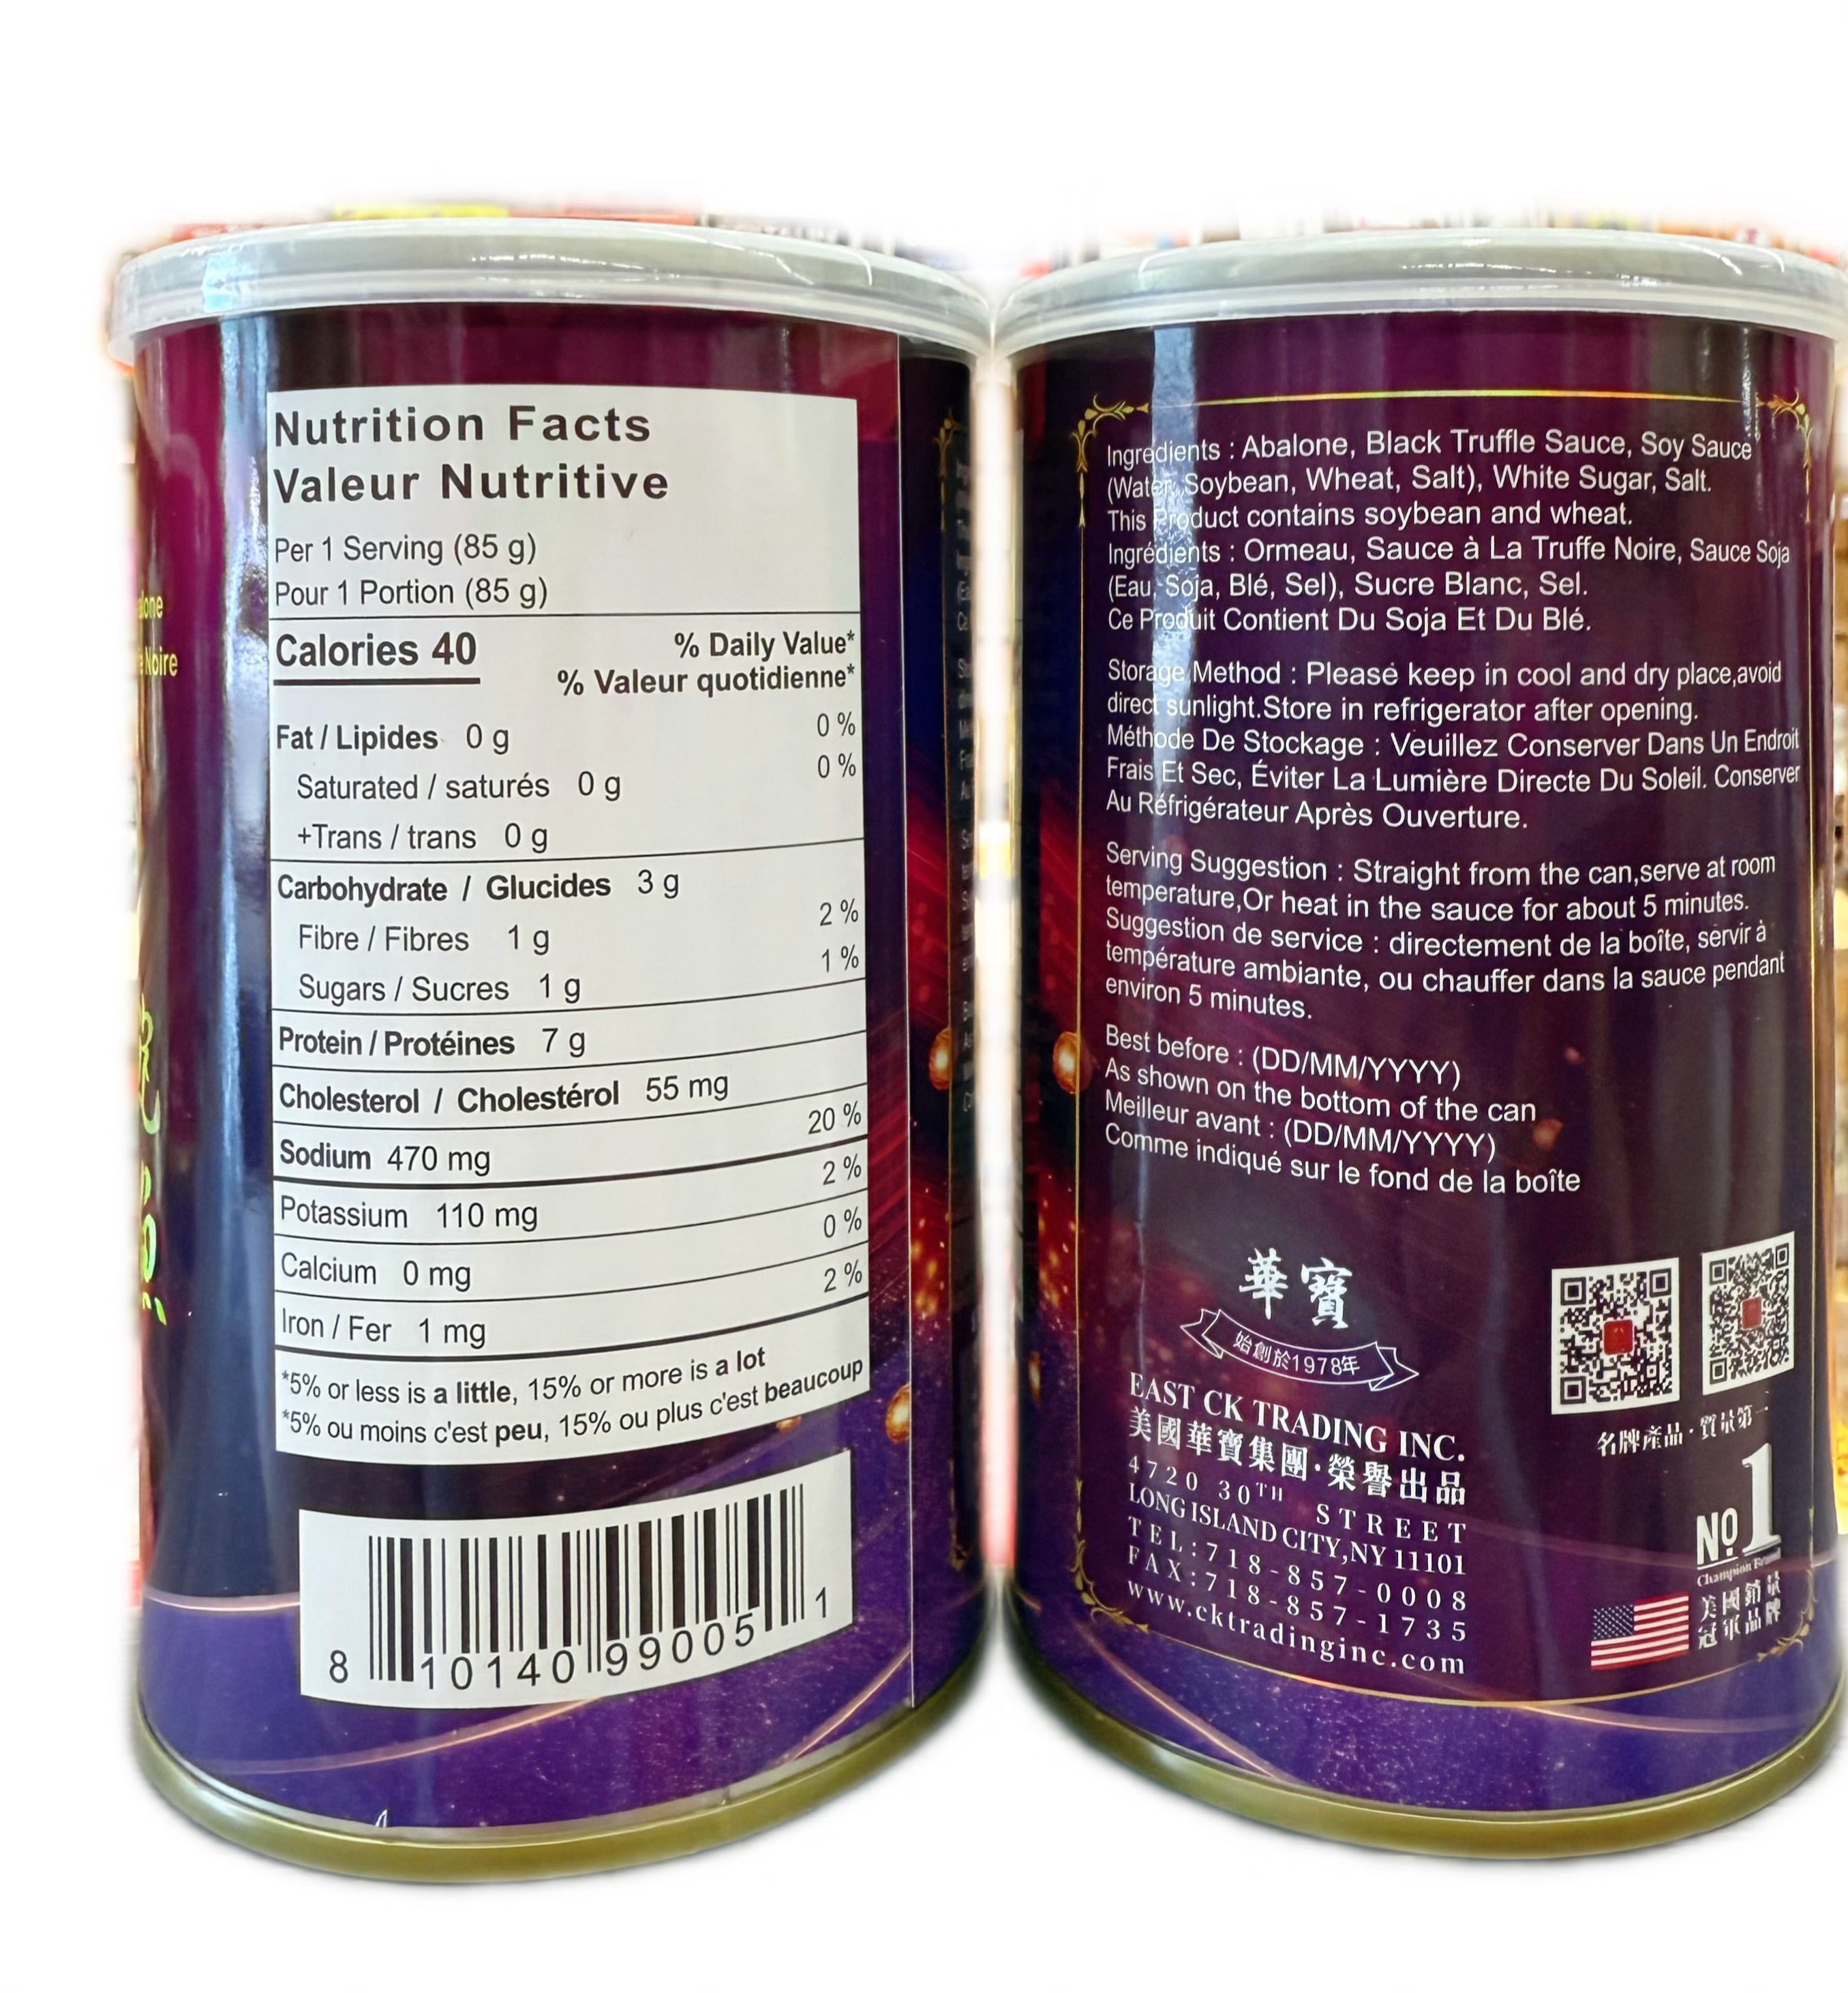 Nutrition Facts
Valeur Nutritive
Per 1 Serving (85 g)
Pour 1 Portion (85 g)
Calories 40
% Daily Value*
% Valeur quotidienne*
Fat / Lipides 0 g 0 %
Saturated / saturés 0 g 0 %
+Trans / trans 0 g
Carbohydrate / Glucides 3 g
Fibre / Fibres 1 g 2 %
Sugars / Sucres 1 g 1 %
Protein / Protéines 7 g
Cholesterol / Cholestérol 55 mg
Sodium 470 mg 20 %
Potassium 110 mg 2 %
Calcium 0 mg 0 %
Iron / Fer 1 mg 2 %
*5% or less is a little, 15% or more is a lot
*5% ou moins c'est peu, 15% ou plus c'est beaucoup
8 10140 99005 1
Noire
Ingredients : Abalone, Black Truffle Sauce, Soy Sauce
(Water, Soybean, Wheat, Salt), White Sugar, Salt.
This Product contains soybean and wheat.
Ingrédients : Ormeau, Sauce à La Truffe Noire, Sauce Soja
(Eau, Soja, Blé, Sel), Sucre Blanc, Sel.
Ce Produit Contient Du Soja Et Du Blé.
Storage Method : Please keep in cool and dry place,avoid
direct sunlight.Store in refrigerator after opening.
Méthode De Stockage : Veuillez Conserver Dans Un Endroit
Frais Et Sec, Éviter La Lumière Directe Du Soleil. Conserver
Au Réfrigérateur Après Ouverture.
Serving Suggestion : Straight from the can,serve at room
temperature,Or heat in the sauce for about 5 minutes.
Suggestion de service : directement de la boîte, servir à
température ambiante, ou chauffer dans la sauce pendant
environ 5 minutes.
Best before : (DD/MM/YYYY)
As shown on the bottom of the can
Meilleur avant : (DD/MM/YYYY)
Comme indiqué sur le fond de la boîte
華寶
始創於1978年
EAST CK TRADING INC.
美國華寶集團·榮譽出品
4720 30TH STREET
LONG ISLAND CITY,NY 11101
TEL:718-857-0008
FAX:718-857-1735
www.cktradinginc.com
名牌產品·質量第一
NO1
Champion Brand
美國銷量
冠軍品牌